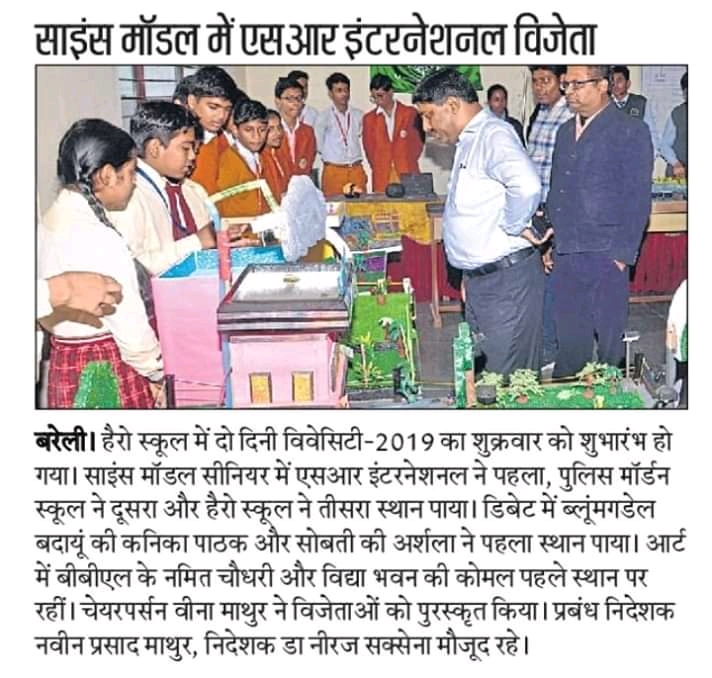 साइंस मॉडल में एसआर इंटरनेशनल विजेता
बरेली। हैरो स्कूल में दो दिनी विवेसिटी-2019 का शुक्रवार को शुभारंभ हो
गया। साइंस मॉडल सीनियर में एसआर इंटरनेशनल ने पहला, पुलिस मॉर्डन
स्कूल ने दूसरा और हैरो स्कूल ने तीसरा स्थान पाया। डिबेट में ब्लूंमगडेल
बदायूं की कनिका पाठक और सोबती की अर्शला ने पहला स्थान पाया। आर्ट
में बीबीएल के नमित चौधरी और विद्या भवन की कोमल पहले स्थान पर
रहीं। चेयरपर्सन वीना माथुर ने विजेताओं को पुरस्कृत किया। प्रबंध निदेशक
नवीन प्रसाद माथुर, निदेशक डा नीरज सक्सेना मौजूद रहे।